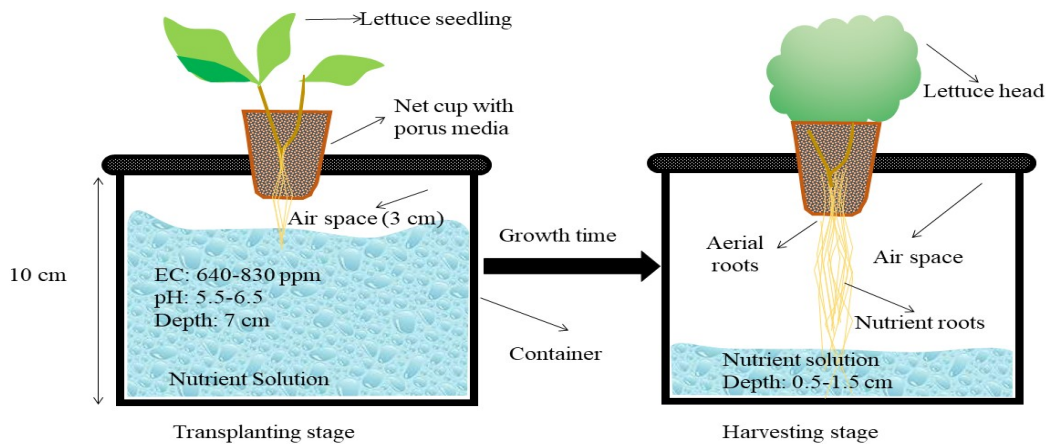 Lettuce seedling
Net cup with
porus media
Air space (3 cm)
10 cm
EC: 640-830 ppm
pH: 5.5-6.5
Depth: 7 cm
Nutrient Solution
Container
Transplanting stage
Growth time
Lettuce head
Aerial
roots
Air space
Nutrient roots
Nutrient solution
Depth: 0.5-1.5 cm
Harvesting stage